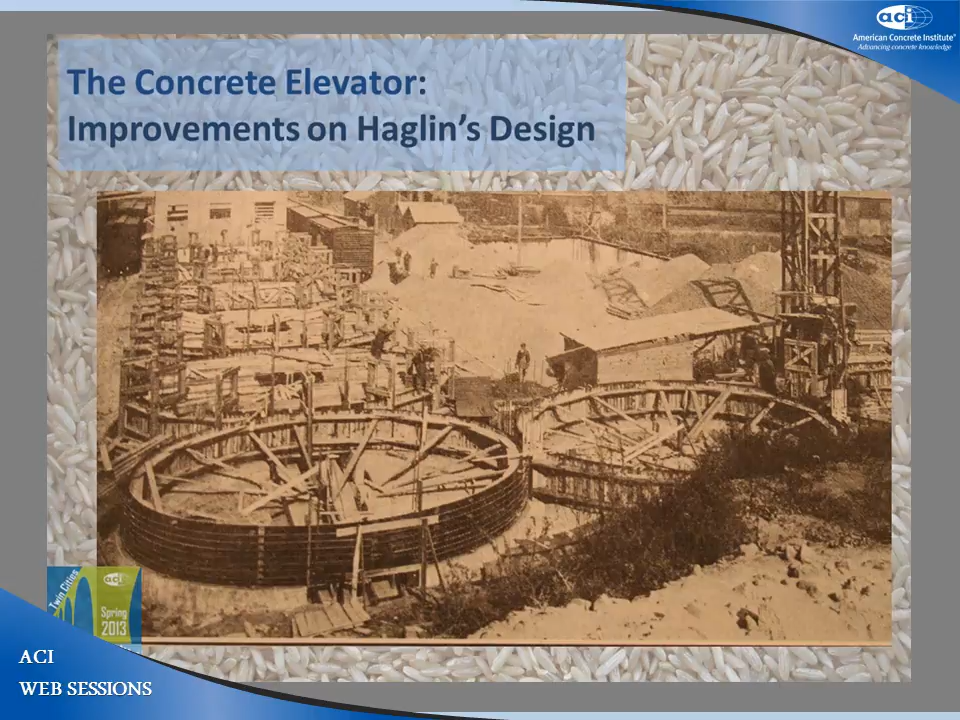 aci
American Concrete Institute®
Advancing concrete knowledge
The Concrete Elevator:
Improvements on Haglin's Design
Twin Cities
aci
Spring
2013
ACI
WEB SESSIONS